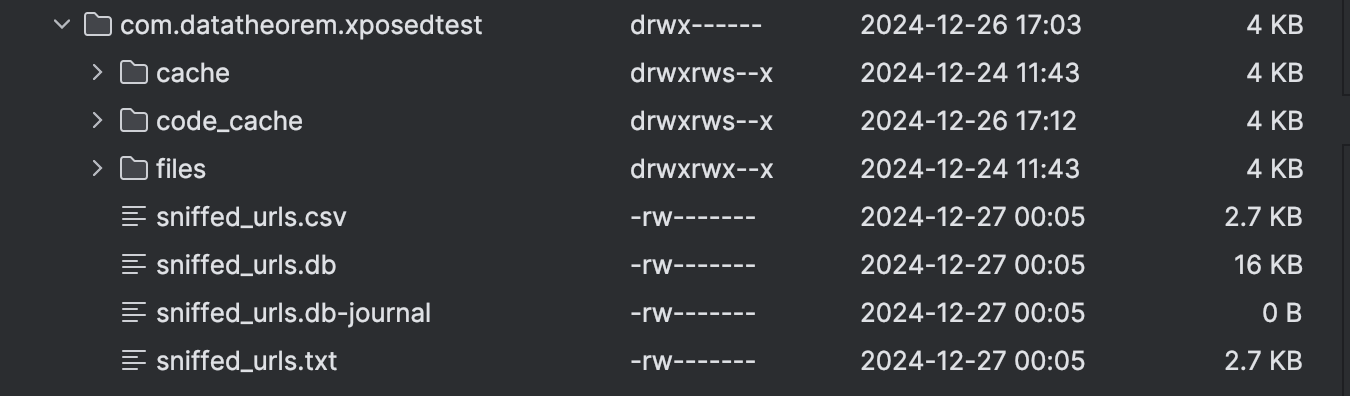 com.datatheorem.xposedtest drwx------ 2024-12-26 17:03 4 KB
cache drwxrws--x 2024-12-24 11:43 4 KB
code_cache drwxrws--x 2024-12-26 17:12 4 KB
files drwxrwx--x 2024-12-24 11:43 4 KB
sniffed_urls.csv -rw------- 2024-12-27 00:05 2.7 KB
sniffed_urls.db -rw------- 2024-12-27 00:05 16 KB
sniffed_urls.db-journal -rw------- 2024-12-27 00:05 0 B
sniffed_urls.txt -rw------- 2024-12-27 00:05 2.7 KB